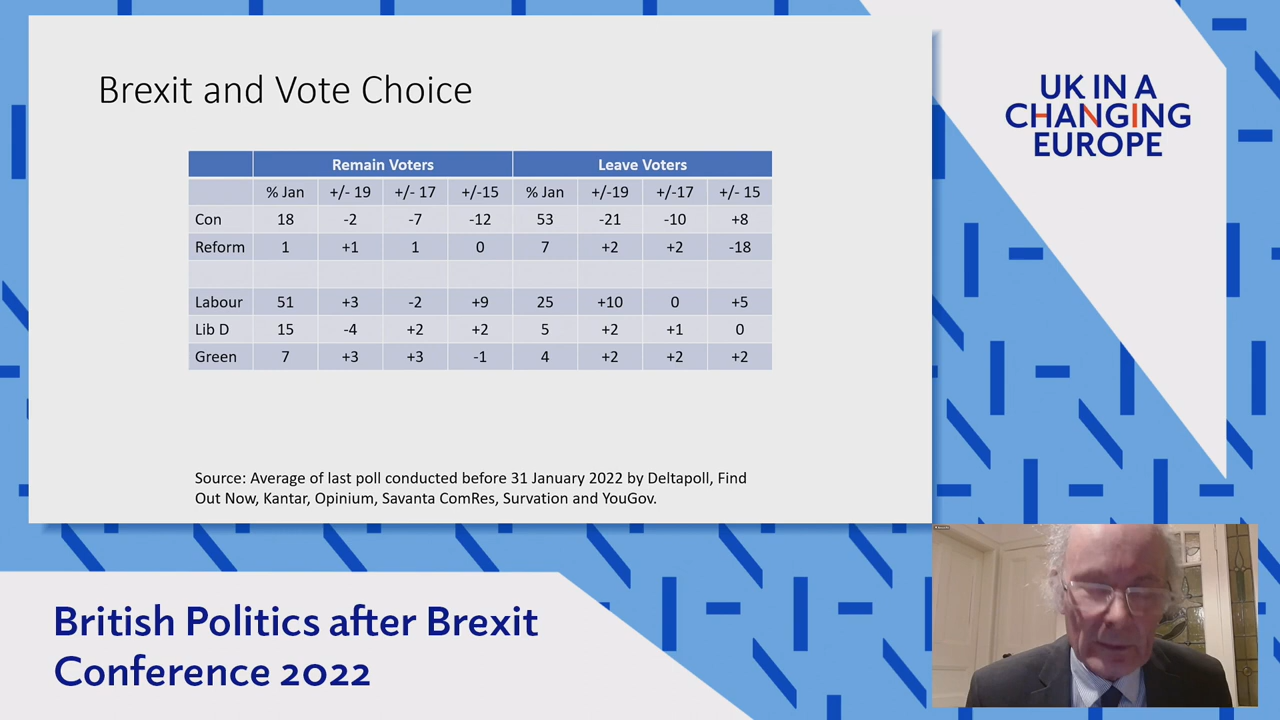 Brexit and Vote Choice
Remain Voters Leave Voters
% Jan +/- 19 +/- 17 +/-15 % Jan +/-19 +/-17 +/- 15
Con 18 -2 -7 -12 53 -21 -10 +8
Reform 1 +1 1 0 7 +2 +2 -18
Labour 51 +3 -2 +9 25 +10 0 +5
Lib D 15 -4 +2 +2 5 +2 +1 0
Green 7 +3 +3 -1 4 +2 +2 +2
Source: Average of last poll conducted before 31 January 2022 by Deltapoll, Find
Out Now, Kantar, Opinium, Savanta ComRes, Survation and YouGov.
UK IN A
CHANGING
EUROPE
British Politics after Brexit
Conference 2022